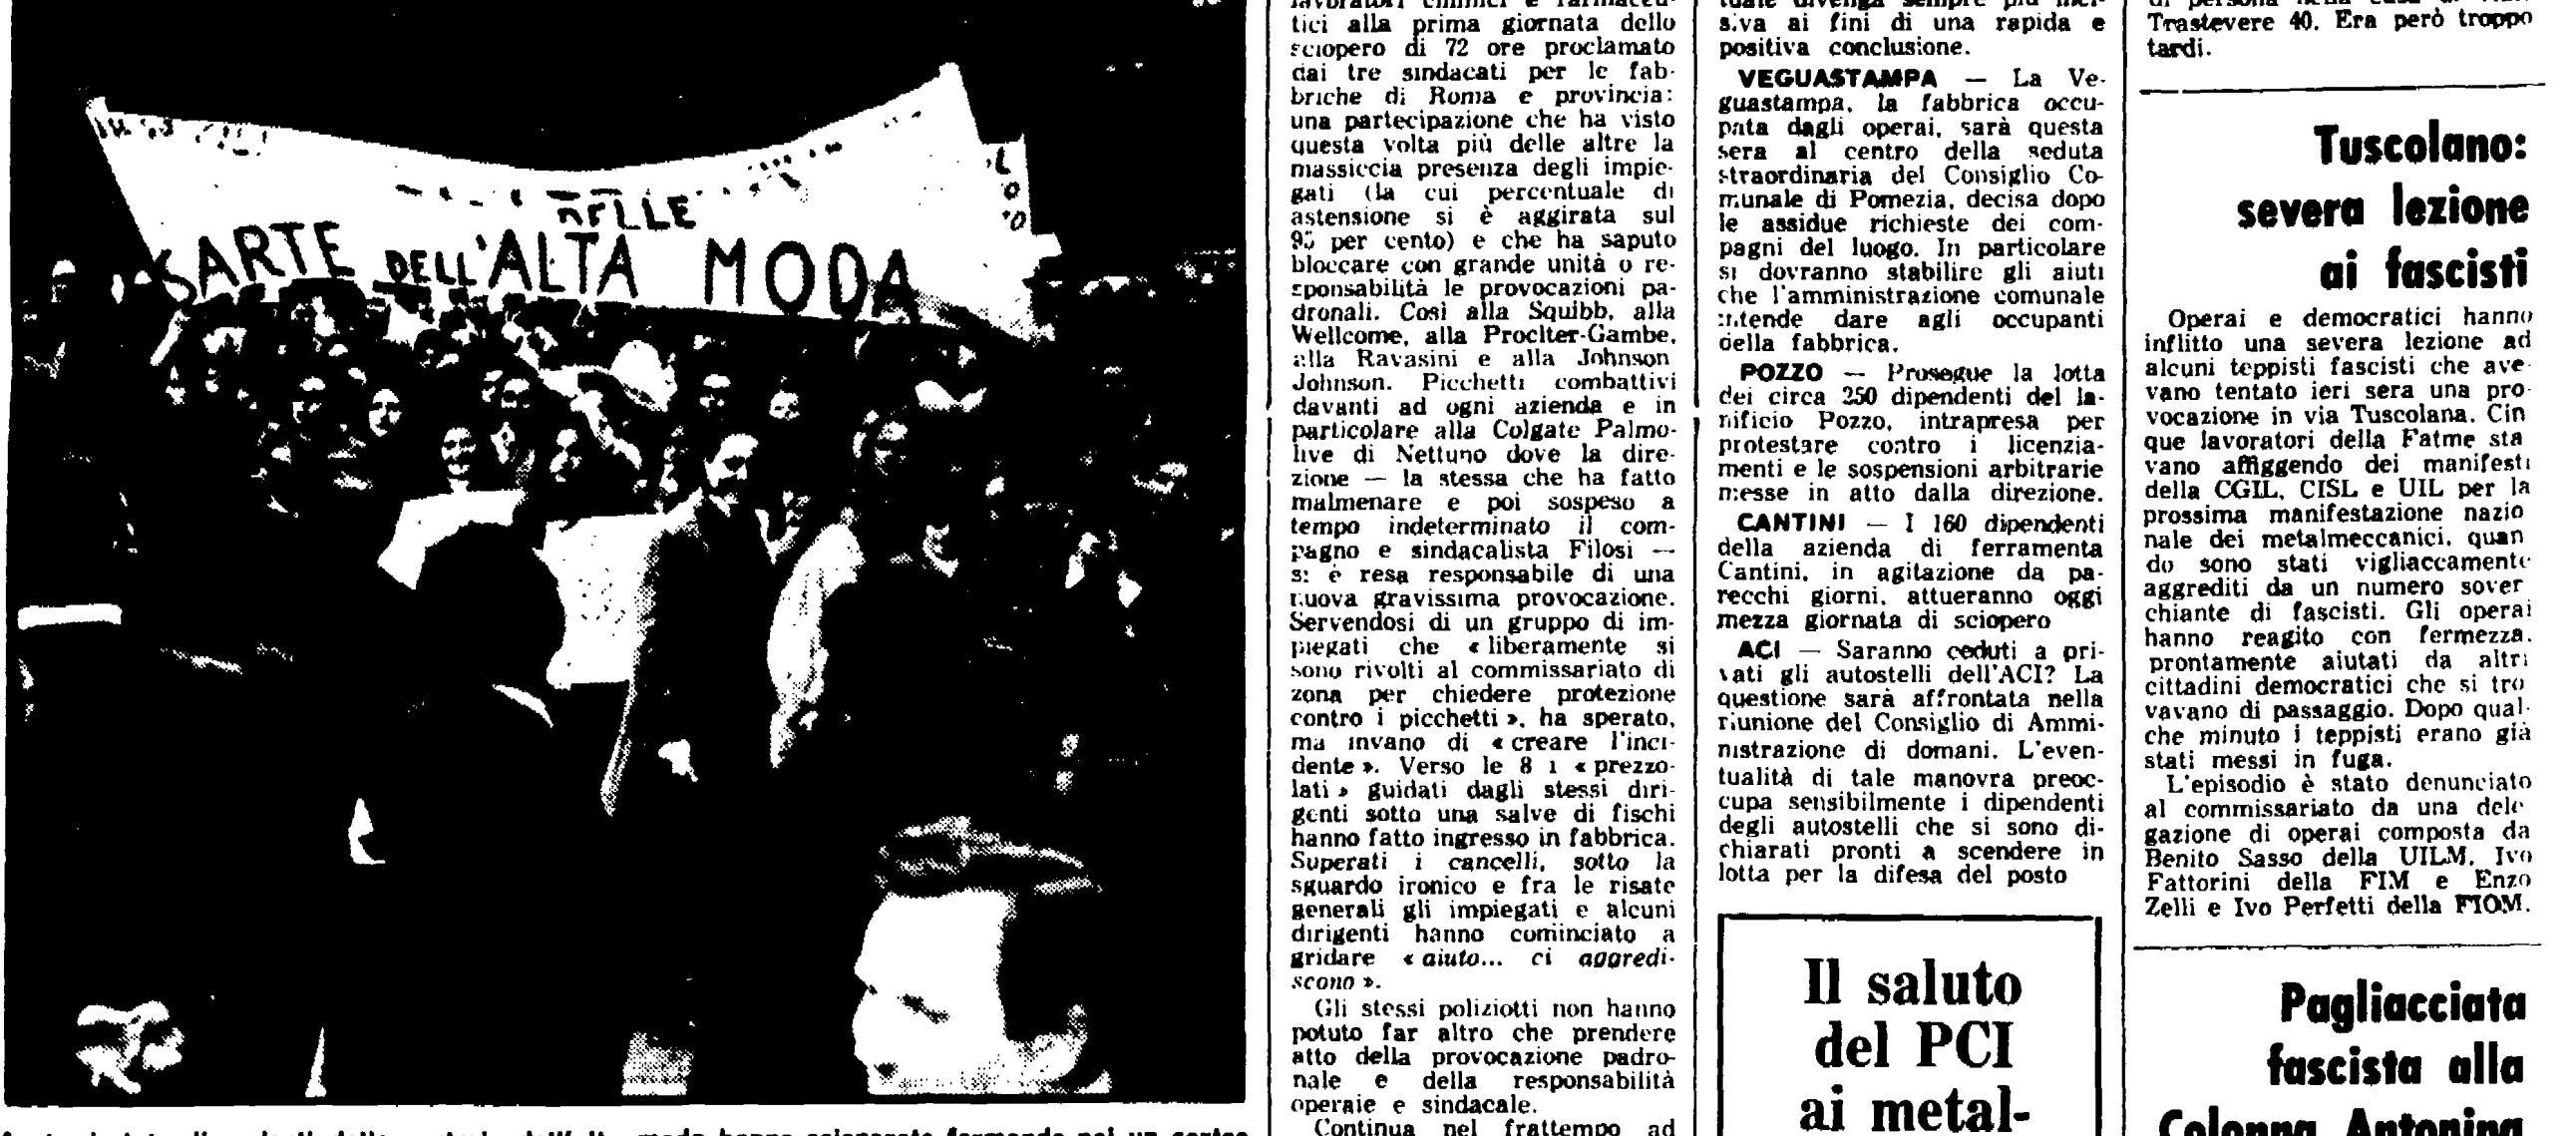 DELLE
SARTE DELL'ALTA MODA
tici alla prima giornata dello
sciopero di 72 ore proclamato
dai tre sindacati per le fab-
briche di Roma e provincia:
una partecipazione che ha visto
questa volta più delle altre la
massiccia presenza degli impie-
gati (la cui percentuale di
astensione si è aggirata sul
per cento) e che ha saputo
bloccare con grande unità o re-
sponsabilità le provocazioni pa-
dronali. Così alla Squibb, alla
Wellcome, alla Proclter-Gambe,
alla Ravasini e alla Johnson
Johnson. Picchetti combattivi
davanti ad ogni azienda e in
particolare alla Colgate Palmo-
live di Nettuno dove la dire-
zione — la stessa che ha fatto
malmenare e poi sospeso a
tempo indeterminato il com-
pagno e sindacalista Filosi —
si è resa responsabile di una
nuova gravissima provocazione.
Servendosi di un gruppo di im-
piegati che « liberamente si
sono rivolti al commissariato di
zona per chiedere protezione
contro i picchetti », ha sperato,
ma invano di « creare l'inci-
dente ». Verso le 8 i « prezzo-
lati » guidati dagli stessi diri-
genti sotto una salve di fischi
hanno fatto ingresso in fabbrica.
Superati i cancelli, sotto la
sguardo ironico e fra le risate
generali gli impiegati e alcuni
dirigenti hanno cominciato a
gridare « aiuto... ci aggredi-
scono ».
Gli stessi poliziotti non hanno
potuto far altro che prendere
atto della provocazione padro-
nale e della responsabilità
operaie e sindacale.
Continua nel frattempo ad
siva ai fini di una rapida e
positiva conclusione.
VEGUASTAMPA — La Ve-
guastampa, la fabbrica occu-
pata dagli operai, sarà questa
sera al centro della seduta
straordinaria del Consiglio Co-
munale di Pomezia, decisa dopo
le assidue richieste dei com-
pagni del luogo. In particolare
si dovranno stabilire gli aiuti
che l'amministrazione comunale
intende dare agli occupanti
della fabbrica.
POZZO — Prosegue la lotta
dei circa 250 dipendenti del la-
nificio Pozzo, intrapresa per
protestare contro i licenzia-
menti e le sospensioni arbitrarie
messe in atto dalla direzione.
CANTINI — I 160 dipendenti
della azienda di ferramenta
Cantini, in agitazione da pa-
recchi giorni, attueranno oggi
mezza giornata di sciopero
ACI — Saranno ceduti a pri-
vati gli autostelli dell'ACI? La
questione sarà affrontata nella
riunione del Consiglio di Ammi-
nistrazione di domani. L'even-
tualità di tale manovra preoc-
cupa sensibilmente i dipendenti
degli autostelli che si sono di-
chiarati pronti a scendere in
lotta per la difesa del posto
Il saluto
del PCI
ai metal-
Trastevere 40. Era però troppo
tardi.
Tuscolano:
severa lezione
ai fascisti
Operai e democratici hanno
inflitto una severa lezione ad
alcuni teppisti fascisti che ave-
vano tentato ieri sera una pro-
vocazione in via Tuscolana. Cin
que lavoratori della Fatme sta
vano affiggendo dei manifesti
della CGIL, CISL e UIL per la
prossima manifestazione nazio
nale dei metalmeccanici, quan
do sono stati vigliaccamente
aggrediti da un numero sover
chiante di fascisti. Gli operai
hanno reagito con fermezza,
prontamente aiutati da altri
cittadini democratici che si tro
vavano di passaggio. Dopo qual-
che minuto i teppisti erano già
stati messi in fuga.
L'episodio è stato denunciato
al commissariato da una dele
gazione di operai composta da
Benito Sasso della UILM, Ivo
Fattorini della FIM e Enzo
Zelli e Ivo Perfetti della FIOM.
Pagliacciata
fascista alla
Colonna Antonina